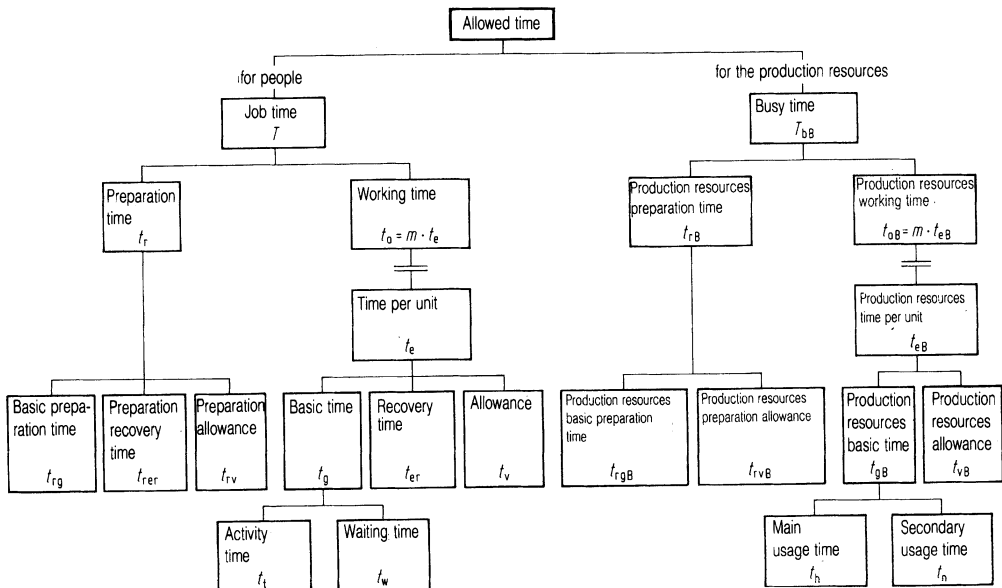 Allowed time
for people
for the production resources
Job time
T
Busy time
T_bB
Preparation
time
t_r
Working time
t_a = m · t_e
Production resources
preparation time
t_rB
Production resources
working time
t_aB = m · t_eB
Time per unit
t_e
Production resources
time per unit
t_eB
Basic prepa-
ration time
t_rg
Preparation
recovery
time
t_rer
Preparation
allowance
t_rv
Basic time
t_g
Recovery
time
t_er
Allowance
t_v
Production resources
basic preparation
time
t_rgB
Production resources
preparation allowance
t_rvB
Production
resources
basic time
t_gB
Production
resources
allowance
t_vB
Activity
time
t_t
Waiting time
t_w
Main
usage time
t_h
Secondary
usage time
t_n